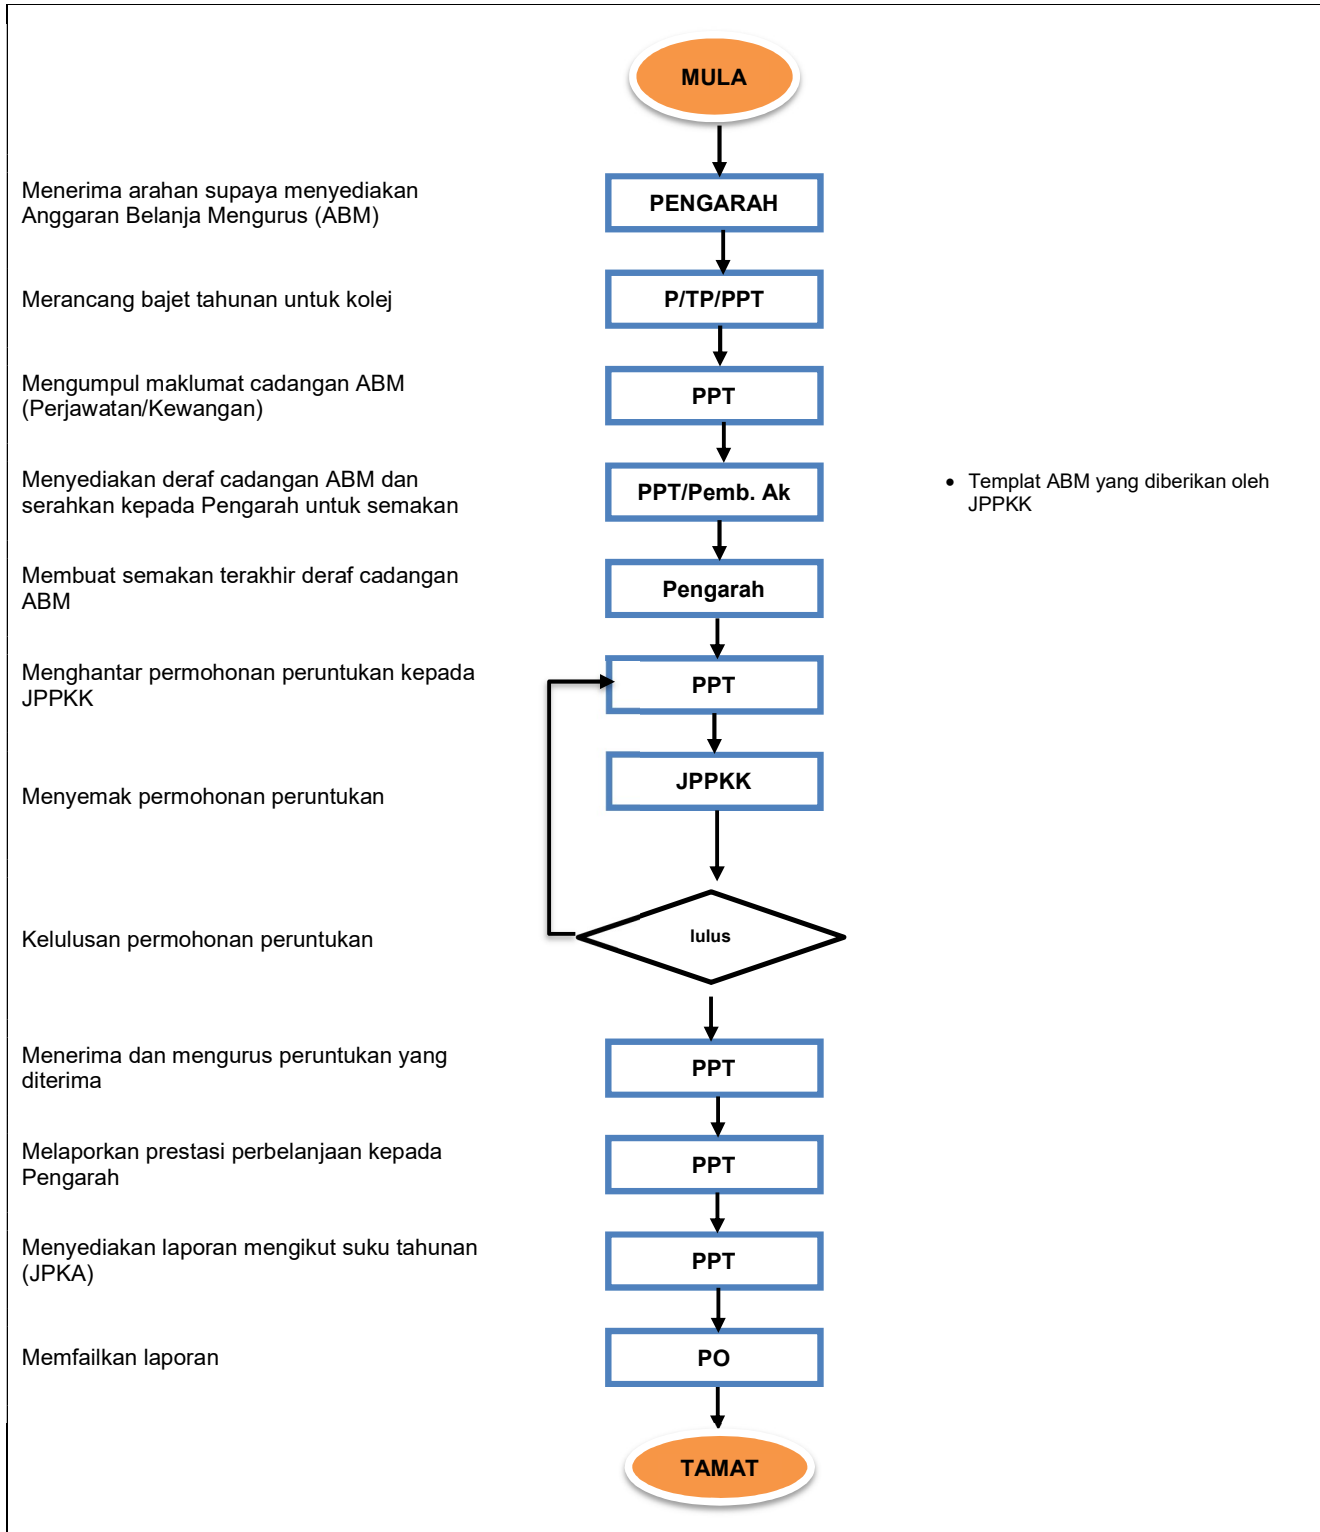 MULA
Menerima arahan supaya menyediakan
Anggaran Belanja Mengurus (ABM)
PENGARAH
Merancang bajet tahunan untuk kolej
P/TP/PPT
Mengumpul maklumat cadangan ABM
(Perjawatan/Kewangan)
PPT
Menyediakan deraf cadangan ABM dan
serahkan kepada Pengarah untuk semakan
PPT/Pemb. Ak
• Templat ABM yang diberikan oleh
JPPKK
Membuat semakan terakhir deraf cadangan
ABM
Pengarah
Menghantar permohonan peruntukan kepada
JPPKK
PPT
Menyemak permohonan peruntukan
JPPKK
Kelulusan permohonan peruntukan
lulus
Menerima dan mengurus peruntukan yang
diterima
PPT
Melaporkan prestasi perbelanjaan kepada
Pengarah
PPT
Menyediakan laporan mengikut suku tahunan
(JPKA)
PPT
Memfailkan laporan
PO
TAMAT